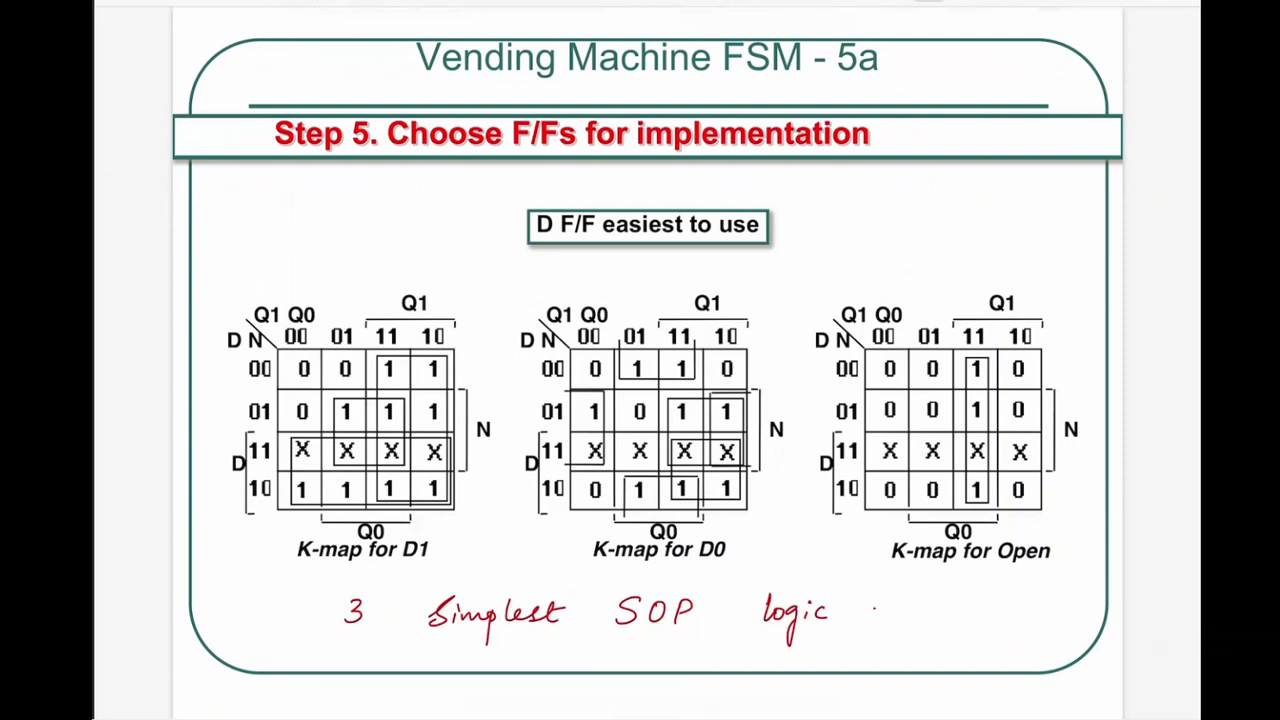 Vending Machine FSM - 5a
Step 5. Choose F/Fs for implementation
D F/F easiest to use
Q1
Q1 Q0
D N 00 01 11 10
00 0 0 1 1
01 0 1 1 1
11 X X X X
10 1 1 1 1
N
D
Q0
K-map for D1
Q1
Q1 Q0
D N 00 01 11 10
00 0 1 1 0
01 1 0 1 1
11 X X X X
10 0 1 1 1
N
D
Q0
K-map for D0
Q1
Q1 Q0
D N 00 01 11 10
00 0 0 1 0
01 0 0 1 0
11 X X X X
10 0 0 1 0
N
D
Q0
K-map for Open
3 Simplest SOP logic